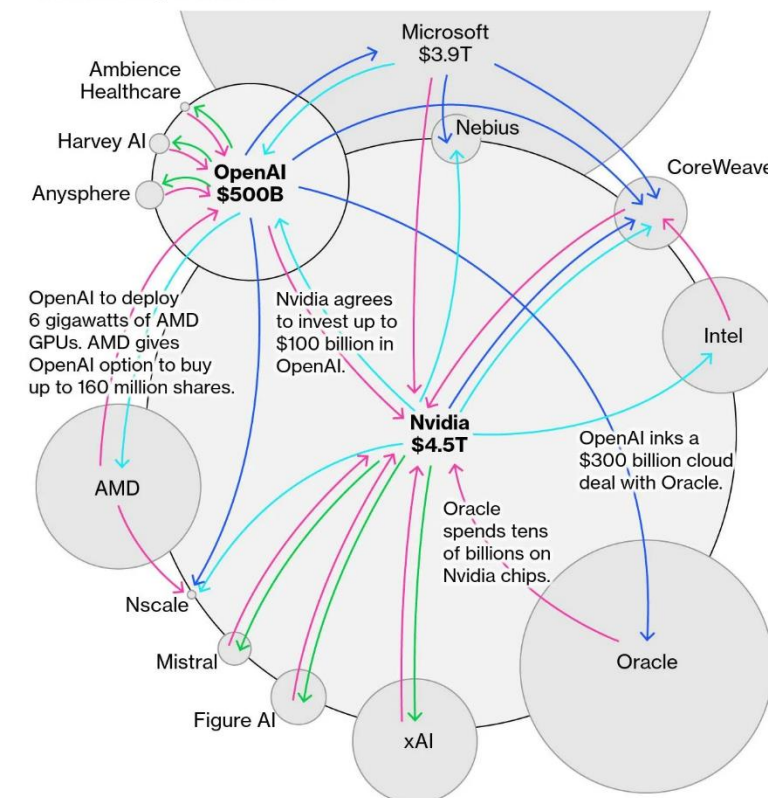 Microsoft
$3.9T
Ambience
Healthcare
Harvey AI
Nebius
OpenAI
$500B
CoreWeave
Anysphere
OpenAI to deploy
6 gigawatts of AMD
GPUs. AMD gives
OpenAI option to buy
up to 160 million shares.
Nvidia agrees
to invest up to
$100 billion in
OpenAI.
Intel
Nvidia
$4.5T
OpenAI inks a
$300 billion cloud
deal with Oracle.
AMD
Oracle
spends tens
of billions on
Nvidia chips.
Nscale
Mistral
Oracle
Figure AI
xAI